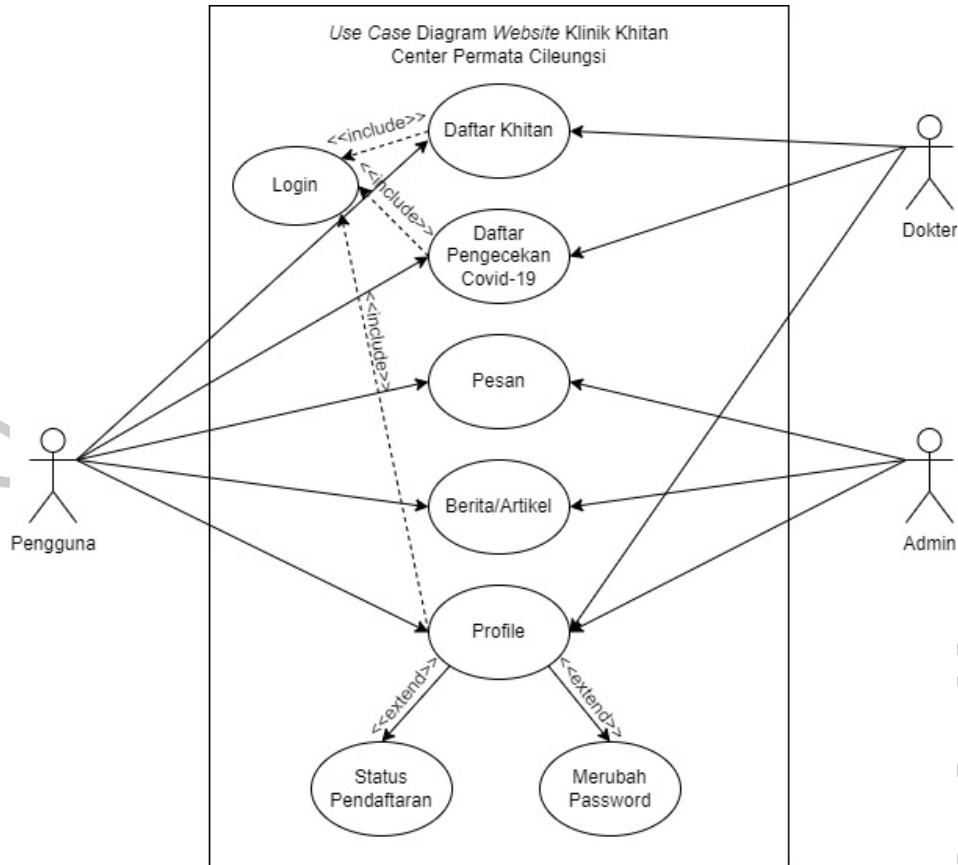 Use Case Diagram Website Klinik Khitan
Center Permata Cileungsi
<<include>>
Daftar Khitan
Login
<<include>>
Daftar
Pengecekan
Covid-19
Dokter
<<include>>
Pesan
Berita/Artikel
Pengguna
Admin
Profile
<<extend>>
<<extend>>
Status
Pendaftaran
Merubah
Password